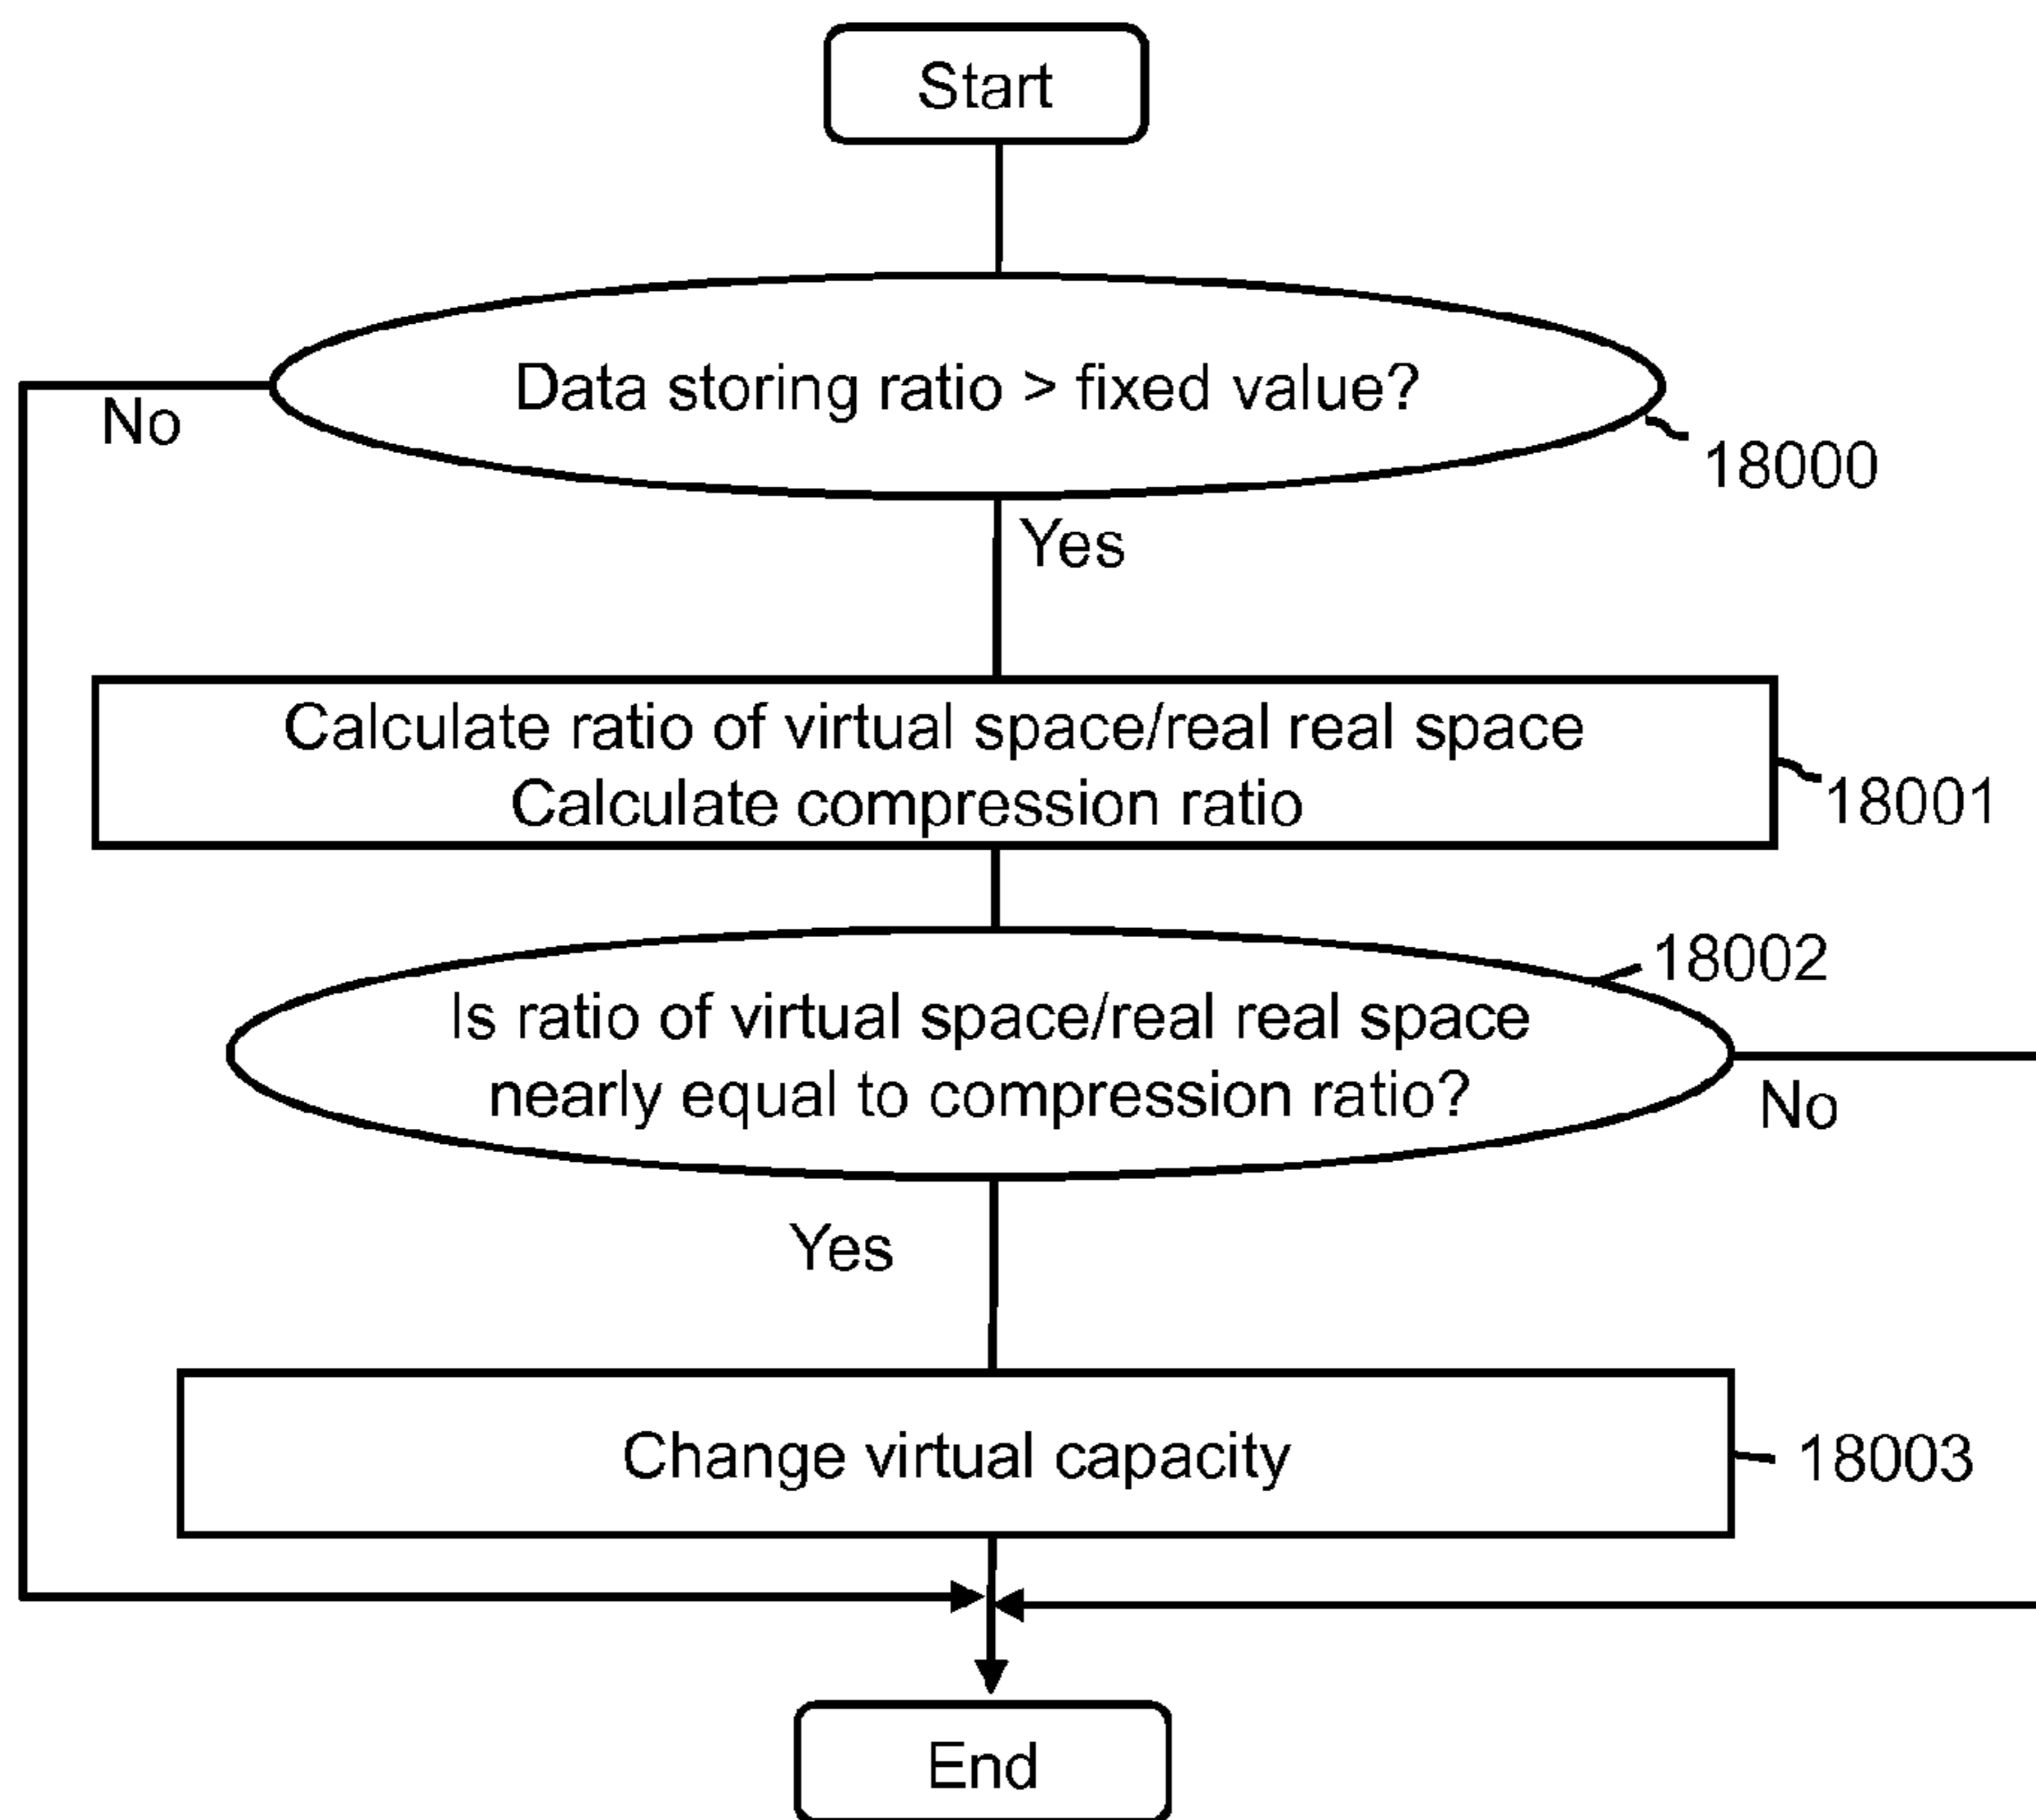 Start
Data storing ratio > fixed value?
No
18000
Yes
Calculate ratio of virtual space/real real space
Calculate compression ratio
18001
18002
Is ratio of virtual space/real real space
nearly equal to compression ratio?
No
Yes
Change virtual capacity
18003
End